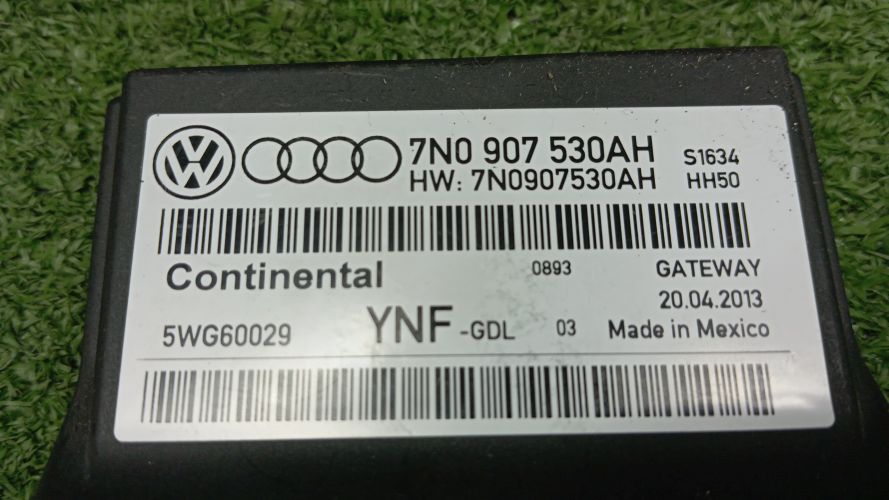 7N0 907 530AH S1634
HW: 7N0907530AH HH50
Continental 0893 GATEWAY
20.04.2013
5WG60029 YNF -GDL 03 Made in Mexico